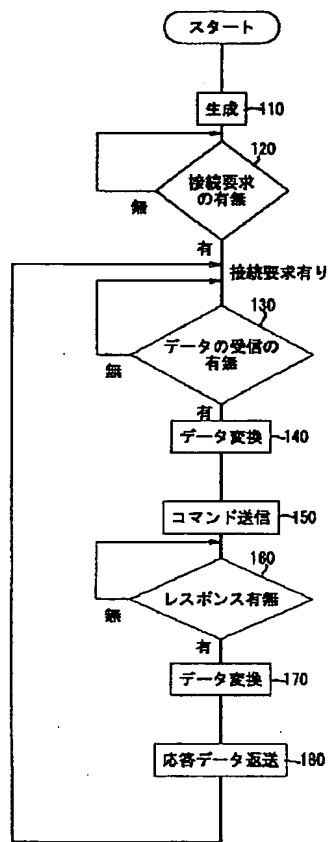 スタート
生成
110
120
接続要求
の有無
無
有
接続要求有り
130
データの受信の
有無
無
有
データ変換
140
コマンド送信
150
160
レスポンス有無
無
有
データ変換
170
応答データ返送
180